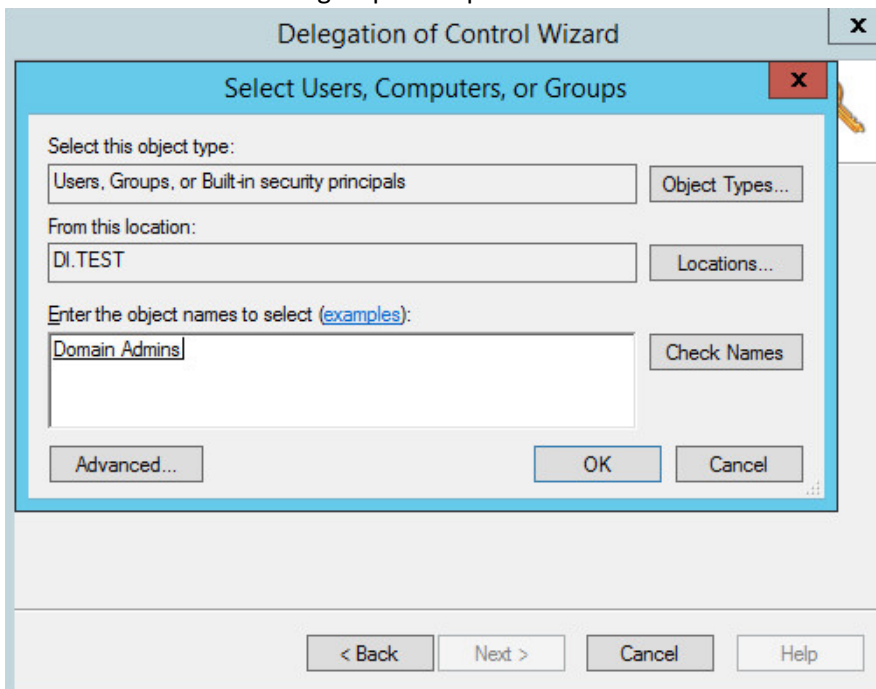 Delegation of Control Wizard
x
Select Users, Computers, or Groups
x
Select this object type:
Users, Groups, or Built-in security principals
Object Types...
From this location:
DI.TEST
Locations...
Enter the object names to select (examples):
Domain Admins
Check Names
Advanced...
OK
Cancel
< Back
Next >
Cancel
Help